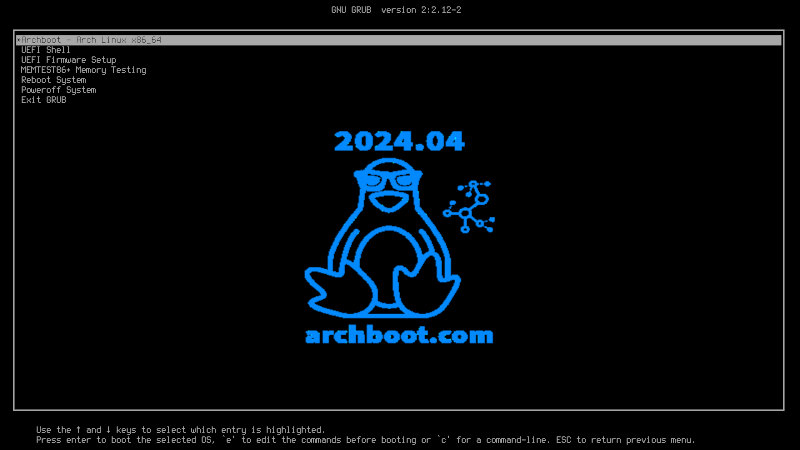 GNU GRUB  version 2:2.12-2
*Archboot - Arch Linux x86_64
UEFI Shell
UEFI Firmware Setup
MEMTEST86+ Memory Testing
Reboot System
Poweroff System
Exit GRUB
2024.04
archboot.com
Use the ↑ and ↓ keys to select which entry is highlighted.
Press enter to boot the selected OS, `e' to edit the commands before booting or `c' for a command-line. ESC to return previous menu.